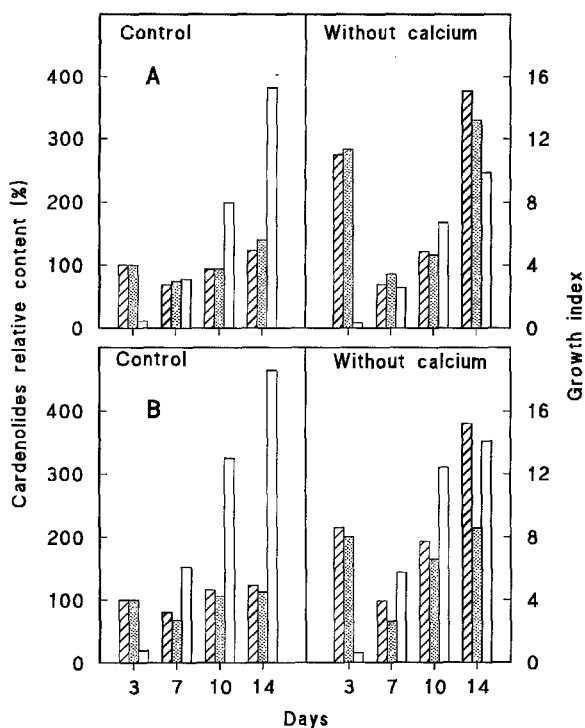 Control
Without calcium
A
400
300
200
100
0
16
12
8
4
0
Control
Without calcium
B
400
300
200
100
0
16
12
8
4
0
3 7 10 14 3 7 10 14
Days
Cardenolides relative content (%)
Growth index